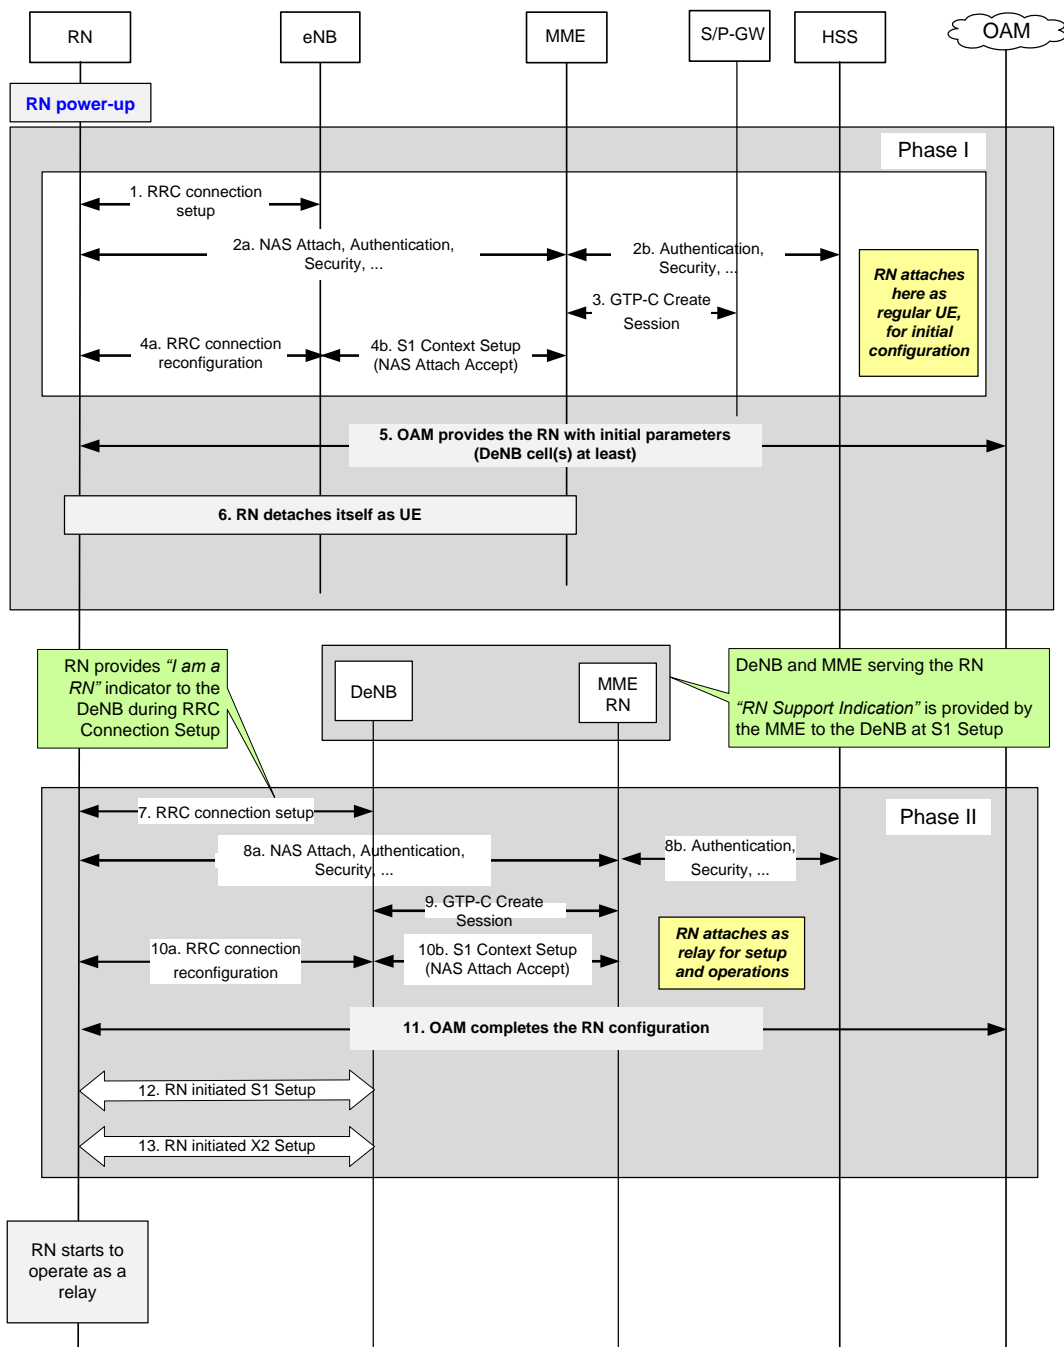 RN
eNB
MME
S/P-GW
HSS
OAM
RN power-up
Phase I
1. RRC connection
setup
2a. NAS Attach, Authentication,
Security, ...
2b. Authentication,
Security, ...
RN attaches
here as
regular UE,
for initial
configuration
3. GTP-C Create
Session
4a. RRC connection
reconfiguration
4b. S1 Context Setup
(NAS Attach Accept)
5. OAM provides the RN with initial parameters
(DeNB cell(s) at least)
6. RN detaches itself as UE
RN provides “I am a
RN” indicator to the
DeNB during RRC
Connection Setup
DeNB
MME
RN
DeNB and MME serving the RN
“RN Support Indication” is provided by
the MME to the DeNB at S1 Setup
Phase II
7. RRC connection setup
8a. NAS Attach, Authentication,
Security, ...
8b. Authentication,
Security, ...
9. GTP-C Create
Session
RN attaches as
relay for setup
and operations
10a. RRC connection
reconfiguration
10b. S1 Context Setup
(NAS Attach Accept)
11. OAM completes the RN configuration
12. RN initiated S1 Setup
13. RN initiated X2 Setup
RN starts to
operate as a
relay